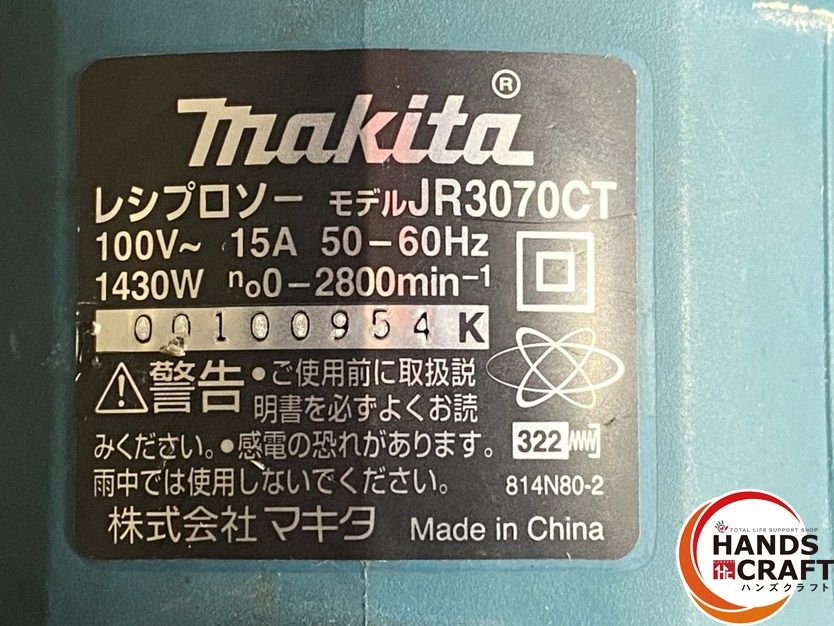 makita®
レシプロソー モデルJR3070CT
100V~ 15A 50-60Hz
1430W n₀0-2800min⁻¹
00100954 K
警告 •ご使用前に取扱説
明書を必ずよくお読
みください。•感電の恐れがあります。
雨中では使用しないでください。
322
814N80-2
株式会社マキタ Made in China
TOTAL LIFE SUPPORT SHOP
HANDS
CRAFT
ハンズクラフト